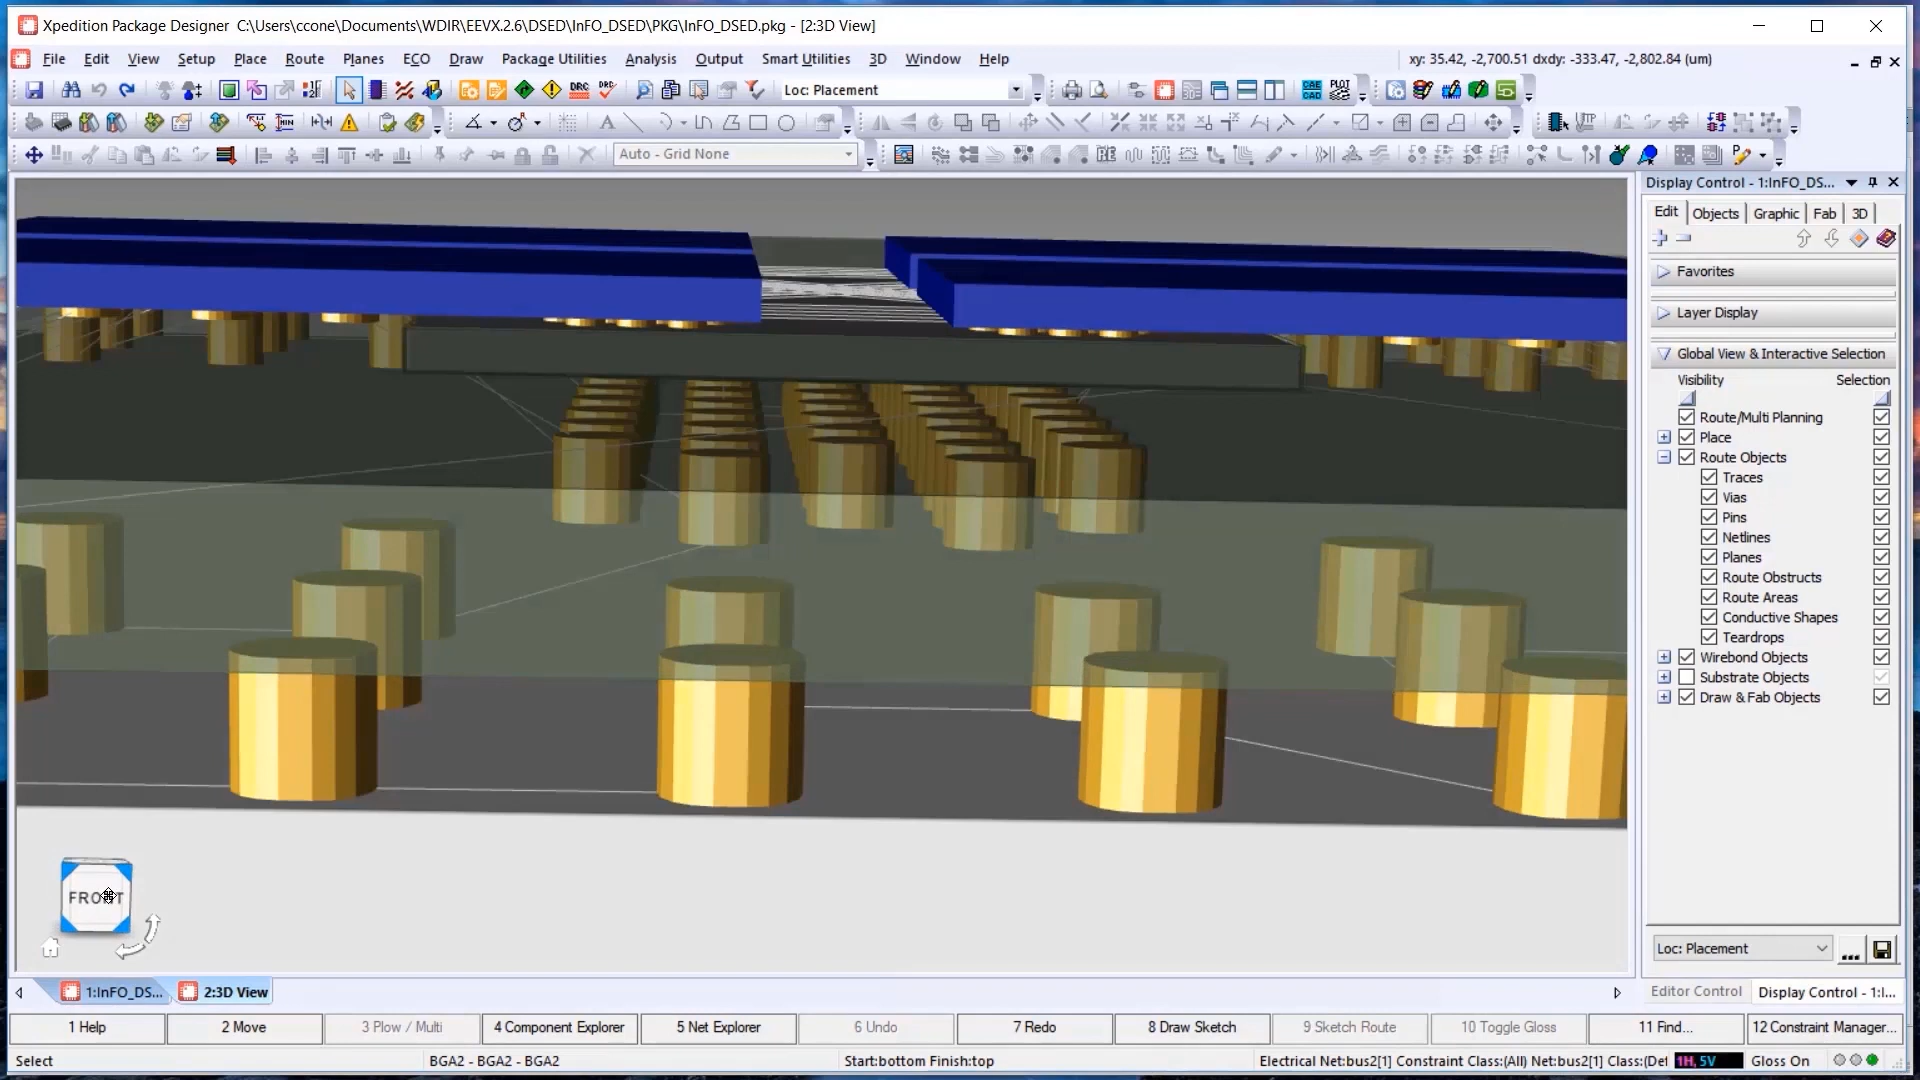 Xpedition Package Designer  C:\Users\ccone\Documents\WDIR\EEVX.2.6\DSED\InFO_DSED\PKG\InFO_DSED.pkg - [2:3D View]
File Edit View Setup Place Route Planes ECO Draw Package Utilities Analysis Output Smart Utilities 3D Window Help
xy: 35.42, -2,700.51 dxdy: -333.47, -2,802.84 (um)
Loc: Placement
Auto - Grid None
Display Control - 1:InFO_DS...
Edit Objects Graphic Fab 3D
Favorites
Layer Display
Global View & Interactive Selection
Visibility Selection
Route/Multi Planning
Place
Route Objects
Traces
Vias
Pins
Netlines
Planes
Route Obstructs
Route Areas
Conductive Shapes
Teardrops
Wirebond Objects
Substrate Objects
Draw & Fab Objects
FRONT
Loc: Placement
...
1:InFO_DS... 2:3D View
Editor Control Display Control - 1:I...
1 Help 2 Move 3 Plow / Multi 4 Component Explorer 5 Net Explorer 6 Undo 7 Redo 8 Draw Sketch 9 Sketch Route 10 Toggle Gloss 11 Find... 12 Constraint Manager...
Select BGA2 - BGA2 - BGA2 Start:bottom Finish:top Electrical Net:bus2[1] Constraint Class:(All) Net:bus2[1] Class:(Def 1H, 5V Gloss On